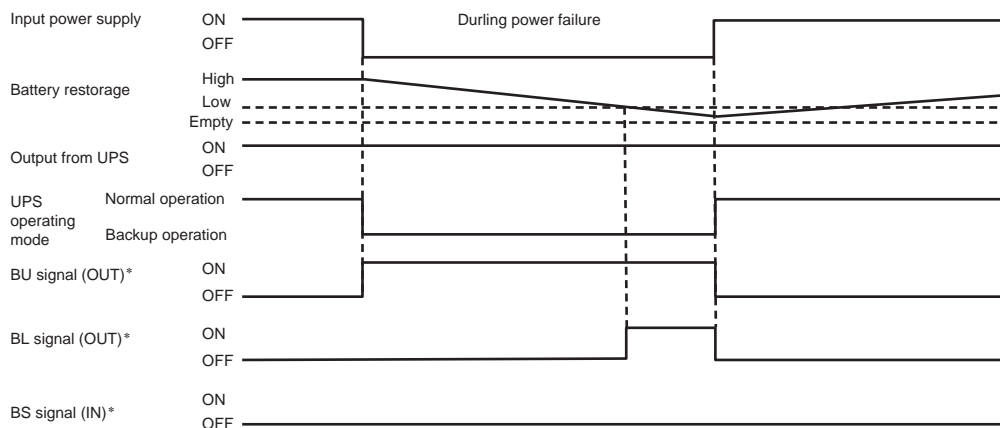 Input power supply ON Durling power failure
OFF
Battery restorage High
Low
Empty
Output from UPS ON
OFF
UPS operating mode Normal operation
Backup operation
BU signal (OUT)* ON
OFF
BL signal (OUT)* ON
OFF
BS signal (IN)* ON
OFF